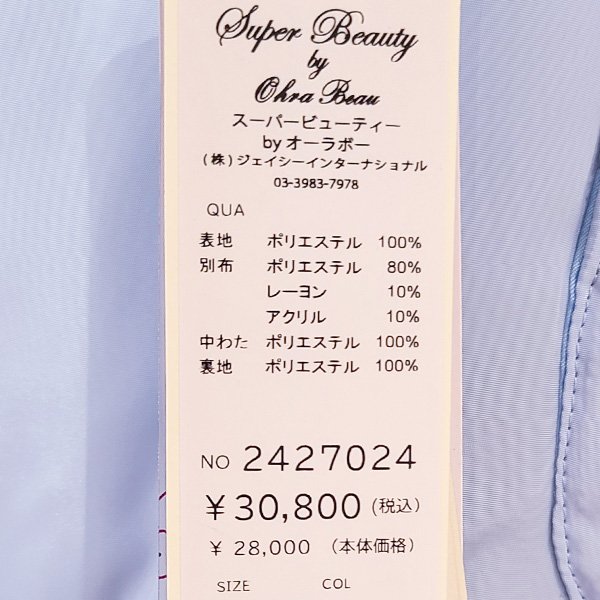 Super Beauty
by
Ohra Beau
スーパービューティー
by オーラボー
(株)ジェイシーインターナショナル
03-3983-7978
QUA
表地 ポリエステル 100%
別布 ポリエステル 80%
レーヨン 10%
アクリル 10%
中わた ポリエステル 100%
裏地 ポリエステル 100%
NO 2427024
¥30,800(税込)
¥ 28,000 (本体価格)
SIZE COL